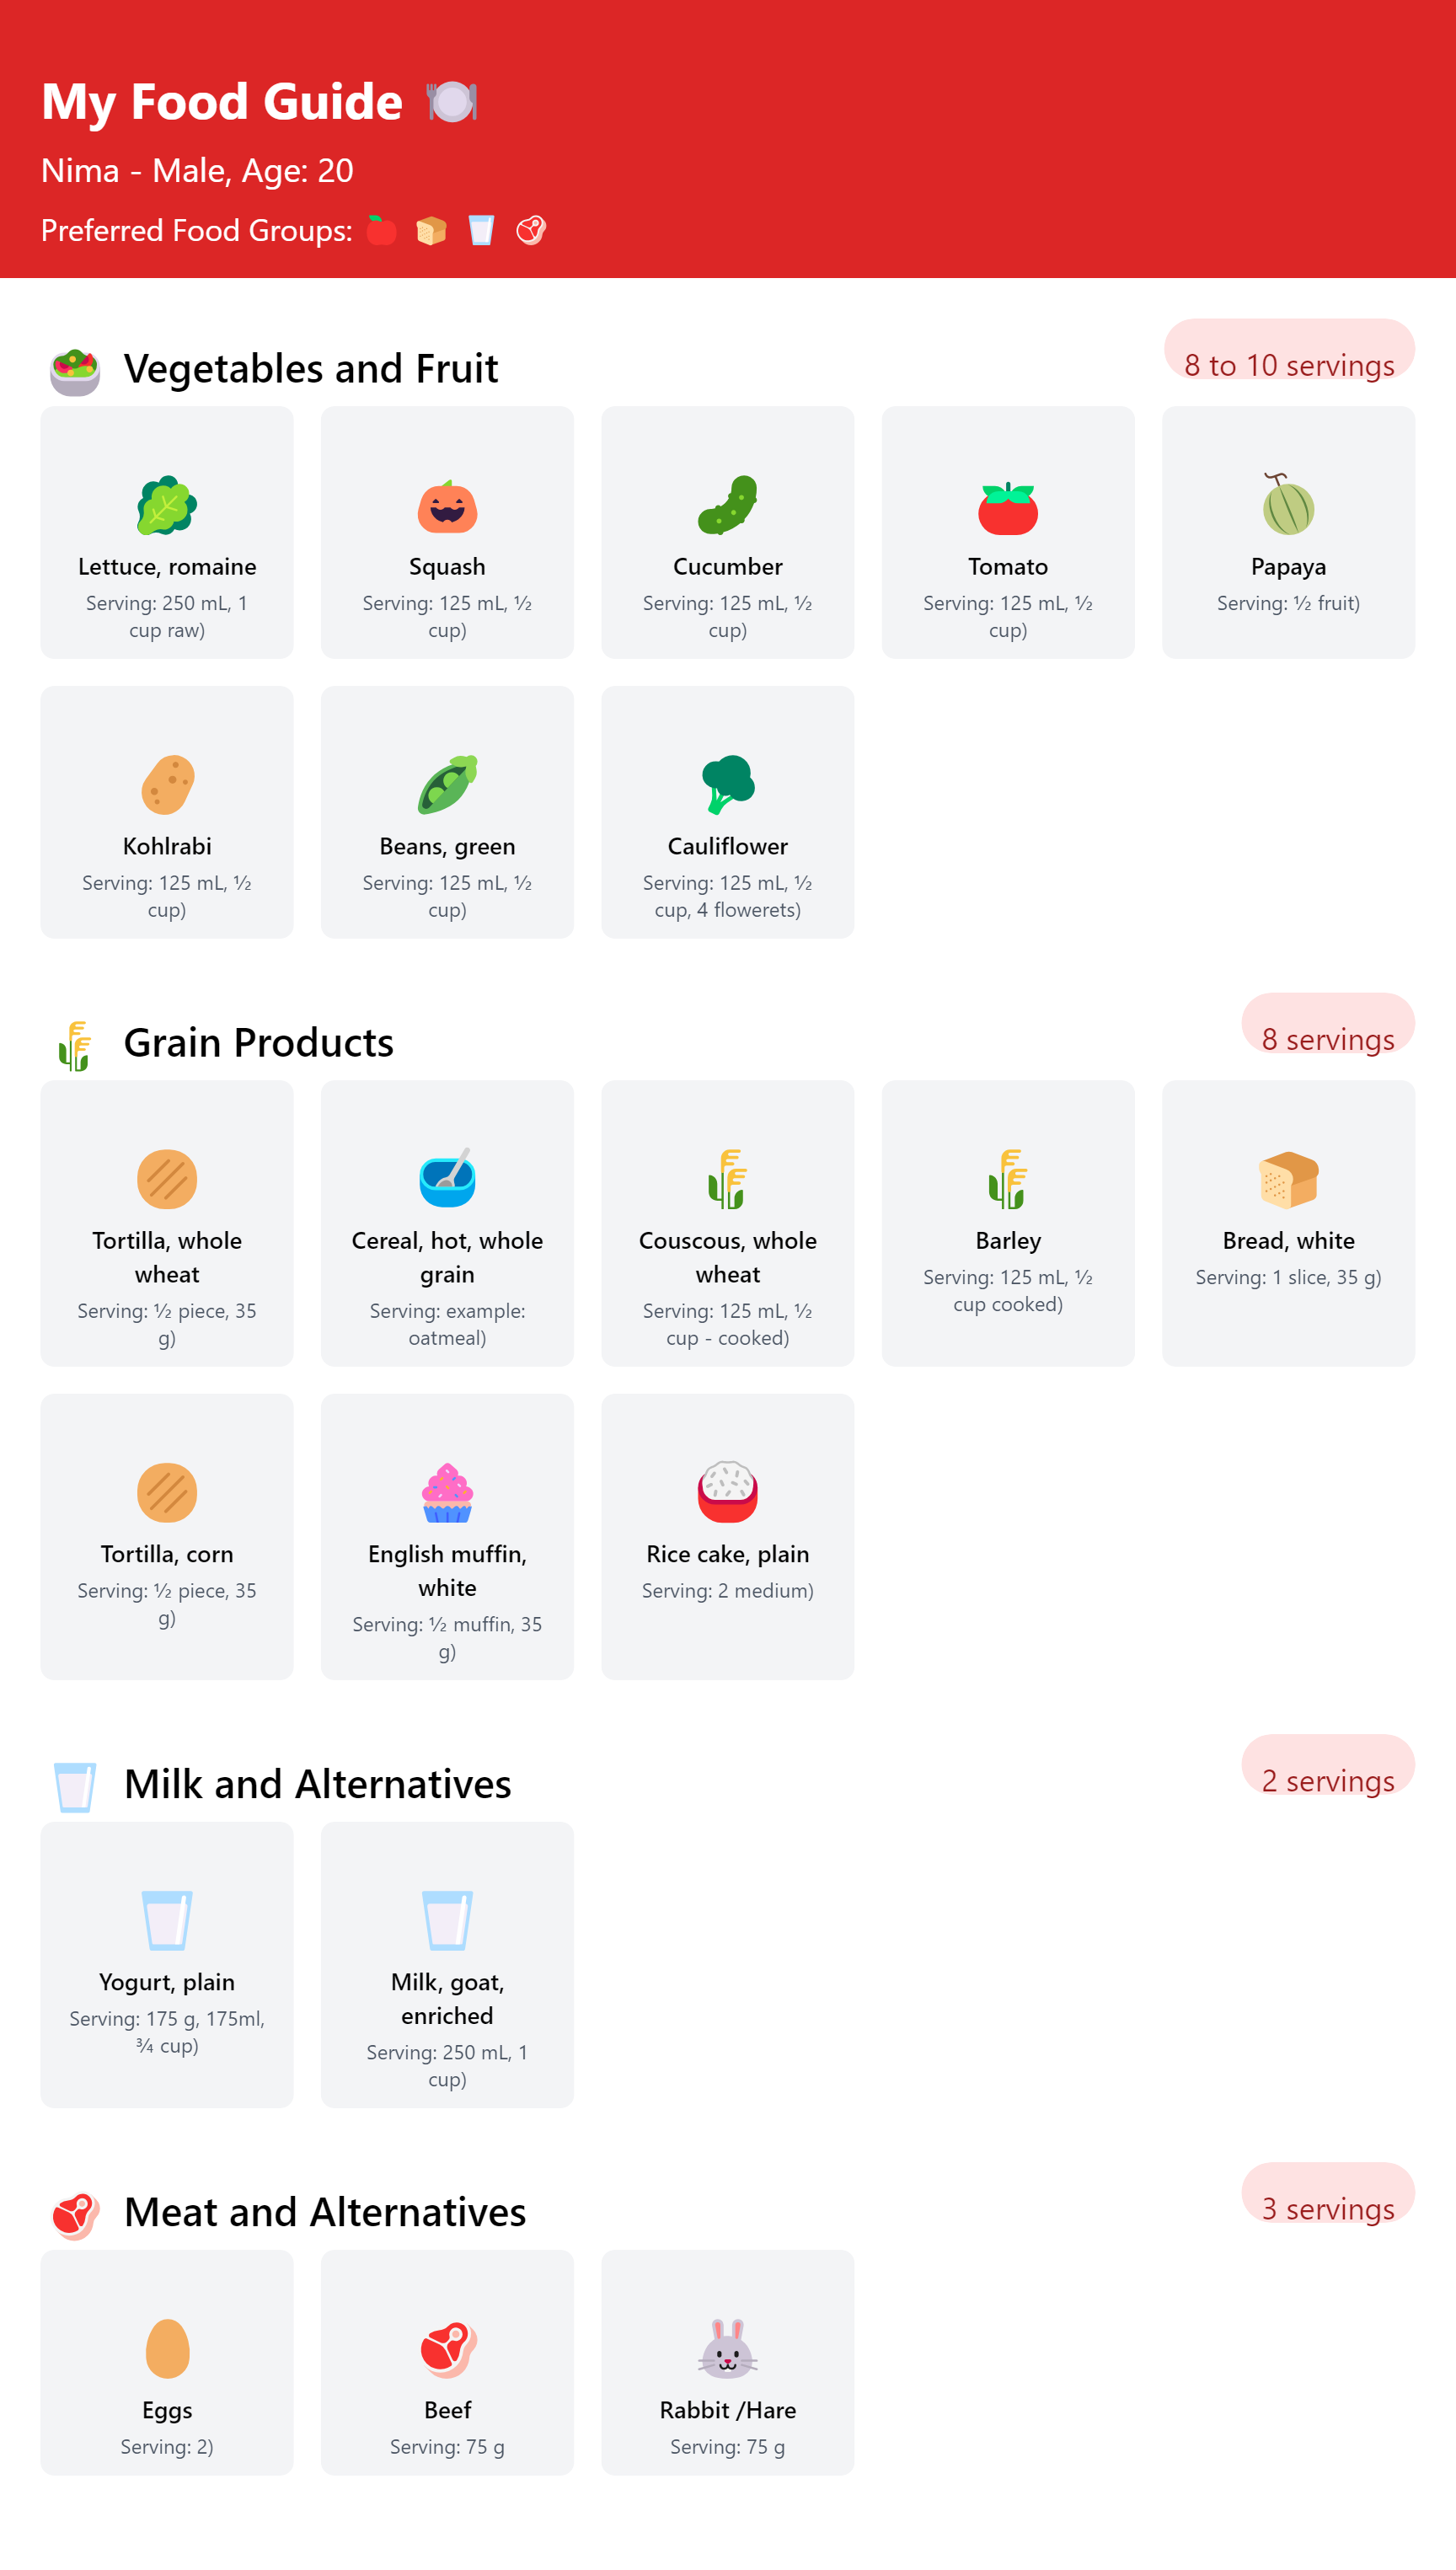 My Food Guide
Nima - Male, Age: 20
Preferred Food Groups:
Vegetables and Fruit
8 to 10 servings
Lettuce, romaine
Serving: 250 mL, 1
cup raw)
Squash
Serving: 125 mL, ½
cup)
Cucumber
Serving: 125 mL, ½
cup)
Tomato
Serving: 125 mL, ½
cup)
Papaya
Serving: ½ fruit)
Kohlrabi
Serving: 125 mL, ½
cup)
Beans, green
Serving: 125 mL, ½
cup)
Cauliflower
Serving: 125 mL, ½
cup, 4 flowerets)
Grain Products
8 servings
Tortilla, whole
wheat
Serving: ½ piece, 35
g)
Cereal, hot, whole
grain
Serving: example:
oatmeal)
Couscous, whole
wheat
Serving: 125 mL, ½
cup - cooked)
Barley
Serving: 125 mL, ½
cup cooked)
Bread, white
Serving: 1 slice, 35 g)
Tortilla, corn
Serving: ½ piece, 35
g)
English muffin,
white
Serving: ½ muffin, 35
g)
Rice cake, plain
Serving: 2 medium)
Milk and Alternatives
2 servings
Yogurt, plain
Serving: 175 g, 175ml,
¾ cup)
Milk, goat,
enriched
Serving: 250 mL, 1
cup)
Meat and Alternatives
3 servings
Eggs
Serving: 2)
Beef
Serving: 75 g
Rabbit /Hare
Serving: 75 g